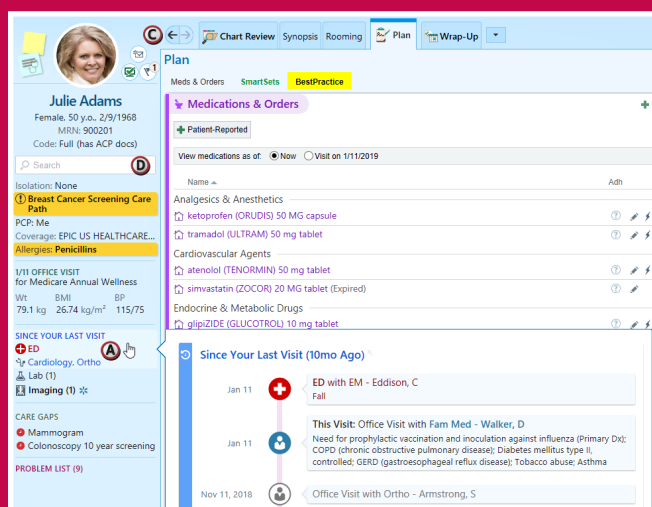 C
Chart Review
Synopsis
Rooming
Plan
Wrap-Up
1
Julie Adams
Female, 50 y.o., 2/9/1968
MRN: 900201
Code: Full (has ACP docs)
Search
D
Isolation: None
Breast Cancer Screening Care
Path
PCP: Me
Coverage: EPIC US HEALTHCARE...
Allergies: Penicillins
1/11 OFFICE VISIT
for Medicare Annual Wellness
Wt BMI BP
79.1 kg 26.74 kg/m² 115/75
SINCE YOUR LAST VISIT
ED
A
Cardiology, Ortho
Lab (1)
Imaging (1)
CARE GAPS
Mammogram
Colonoscopy 10 year screening
PROBLEM LIST (9)
Plan
Meds & Orders SmartSets BestPractice
Medications & Orders
Patient-Reported
View medications as of: Now Visit on 1/11/2019
Name Adh
Analgesics & Anesthetics
ketoprofen (ORUDIS) 50 MG capsule
tramadol (ULTRAM) 50 mg tablet
Cardiovascular Agents
atenolol (TENORMIN) 50 mg tablet
simvastatin (ZOCOR) 20 MG tablet (Expired)
Endocrine & Metabolic Drugs
glipiZIDE (GLUCOTROL) 10 mg tablet
Since Your Last Visit (10mo Ago)
Jan 11
ED with EM - Eddison, C
Fall
Jan 11
This Visit: Office Visit with Fam Med - Walker, D
Need for prophylactic vaccination and inoculation against influenza (Primary Dx);
COPD (chronic obstructive pulmonary disease); Diabetes mellitus type II,
controlled; GERD (gastroesophageal reflux disease); Tobacco abuse; Asthma
Nov 11, 2018
Office Visit with Ortho - Armstrong, S